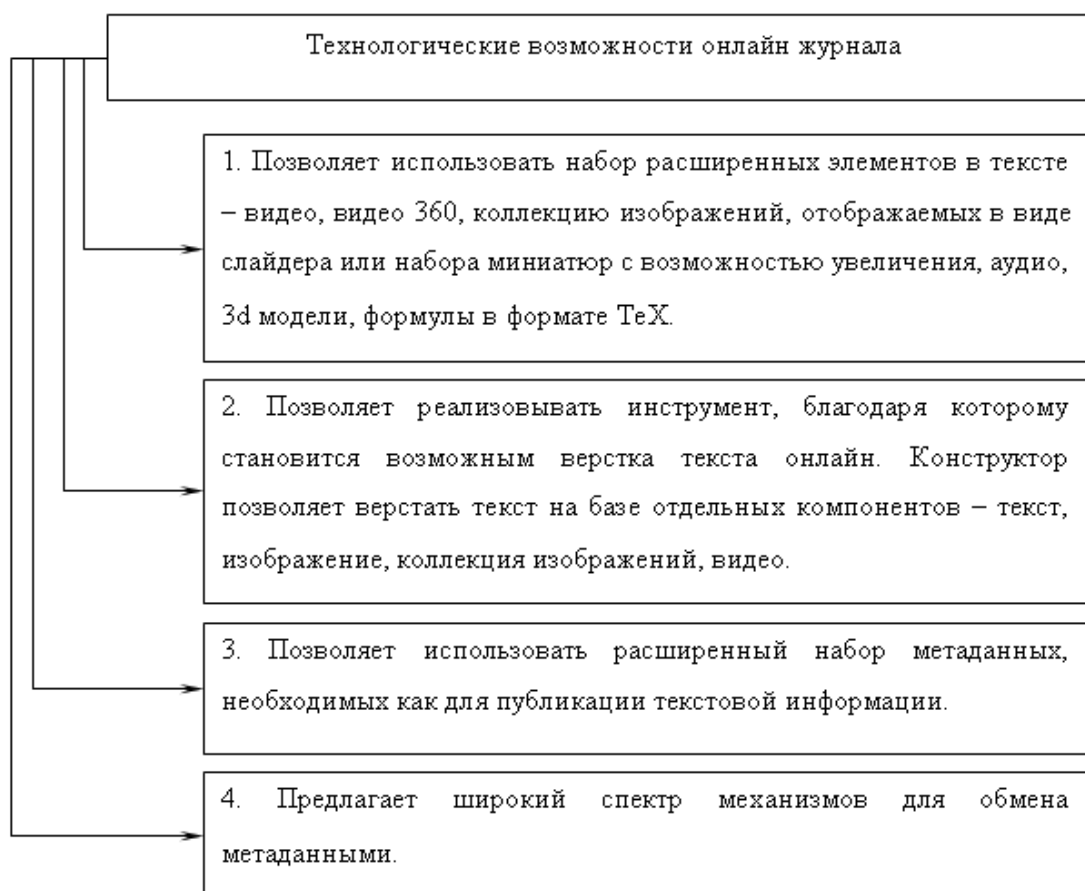 Технологические возможности онлайн журнала
1. Позволяет использовать набор расширенных элементов в тексте
– видео, видео 360, коллекцию изображений, отображаемых в виде
слайдера или набора миниатюр с возможностью увеличения, аудио,
3d модели, формулы в формате TeX.
2. Позволяет реализовывать инструмент, благодаря которому
становится возможным верстка текста онлайн. Конструктор
позволяет верстать текст на базе отдельных компонентов – текст,
изображение, коллекция изображений, видео.
3. Позволяет использовать расширенный набор метаданных,
необходимых как для публикации текстовой информации.
4. Предлагает широкий спектр механизмов для обмена
метаданными.